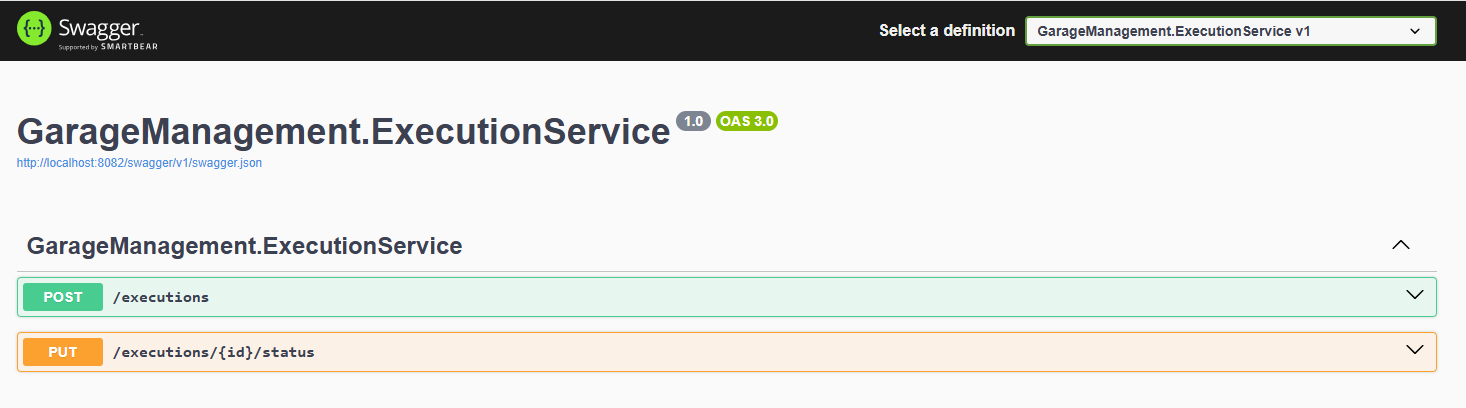 Swagger
Supported by SMARTBEAR
Select a definition
GarageManagement.ExecutionService v1
GarageManagement.ExecutionService 1.0 OAS 3.0
http://localhost:8082/swagger/v1/swagger.json
GarageManagement.ExecutionService
POST /executions
PUT /executions/{id}/status